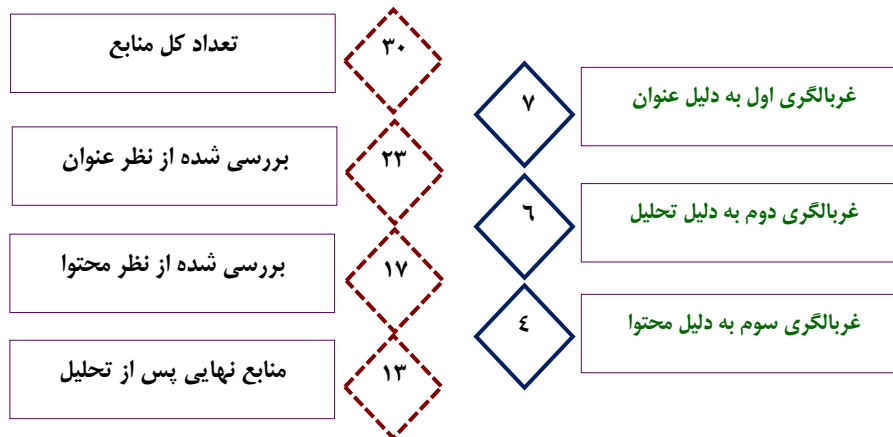 تعداد کل منابع
۳۰
بررسی شده از نظر عنوان
۲۳
بررسی شده از نظر محتوا
۱۷
منابع نهایی پس از تحلیل
۱۳
غربالگری اول به دلیل عنوان
۷
غربالگری دوم به دلیل تحلیل
٦
غربالگری سوم به دلیل محتوا
٤